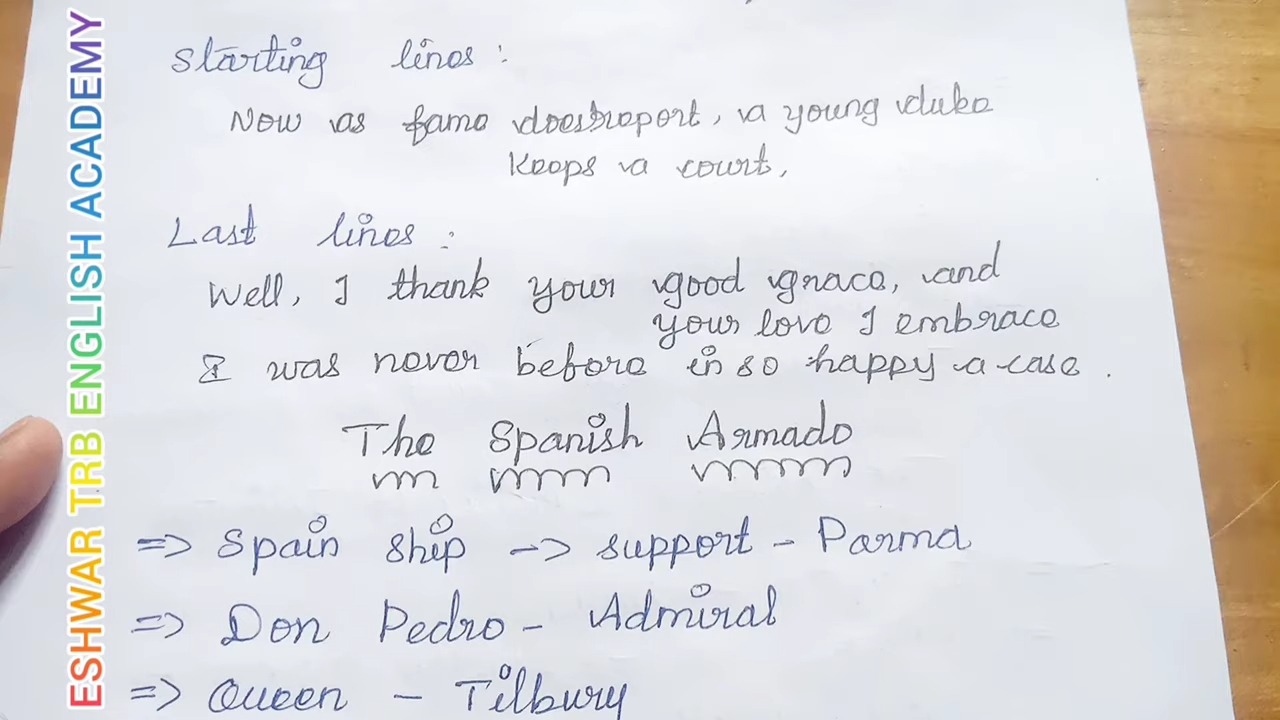 ESHWAR TRB ENGLISH ACADEMY
Starting lines :
Now as fame does report, a young duke
Keeps a court,
Last lines :
Well, I thank your good grace, and
your love I embrace
I was never before in so happy a case .
The Spanish Armado
=> Spain ship -> support - Parma
=> Don Pedro - Admiral
=> Queen - Tilbury